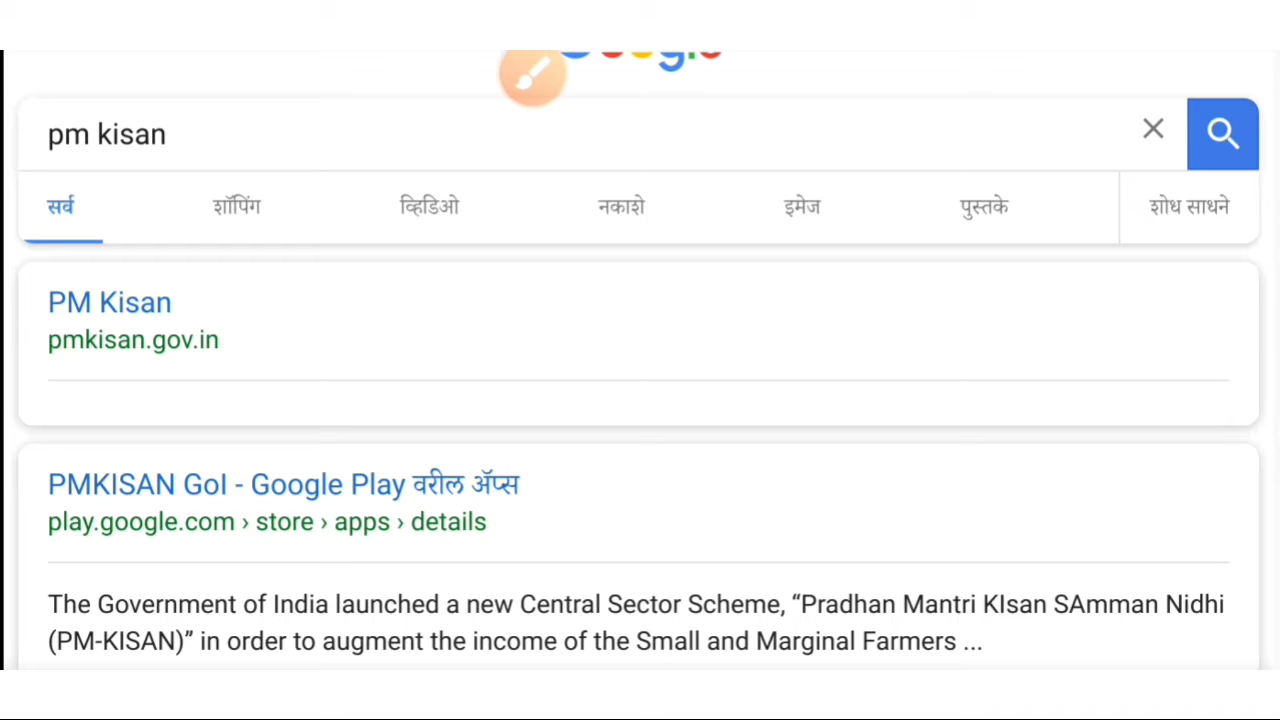 pm kisan
सर्व शॉपिंग व्हिडिओ नकाशे इमेज पुस्तके शोध साधने
PM Kisan
pmkisan.gov.in
PMKISAN GoI - Google Play वरील ॲप्स
play.google.com › store › apps › details
The Government of India launched a new Central Sector Scheme, “Pradhan Mantri KIsan SAmman Nidhi
(PM-KISAN)” in order to augment the income of the Small and Marginal Farmers ...